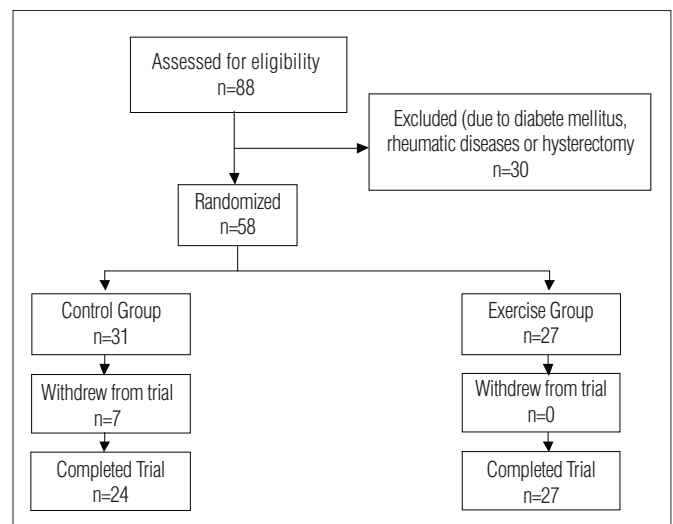 Assessed for eligibility
n=88
Excluded (due to diabete mellitus,
rheumatic diseases or hysterectomy
n=30
Randomized
n=58
Control Group
n=31
Exercise Group
n=27
Withdrew from trial
n=7
Withdrew from trial
n=0
Completed Trial
n=24
Completed Trial
n=27